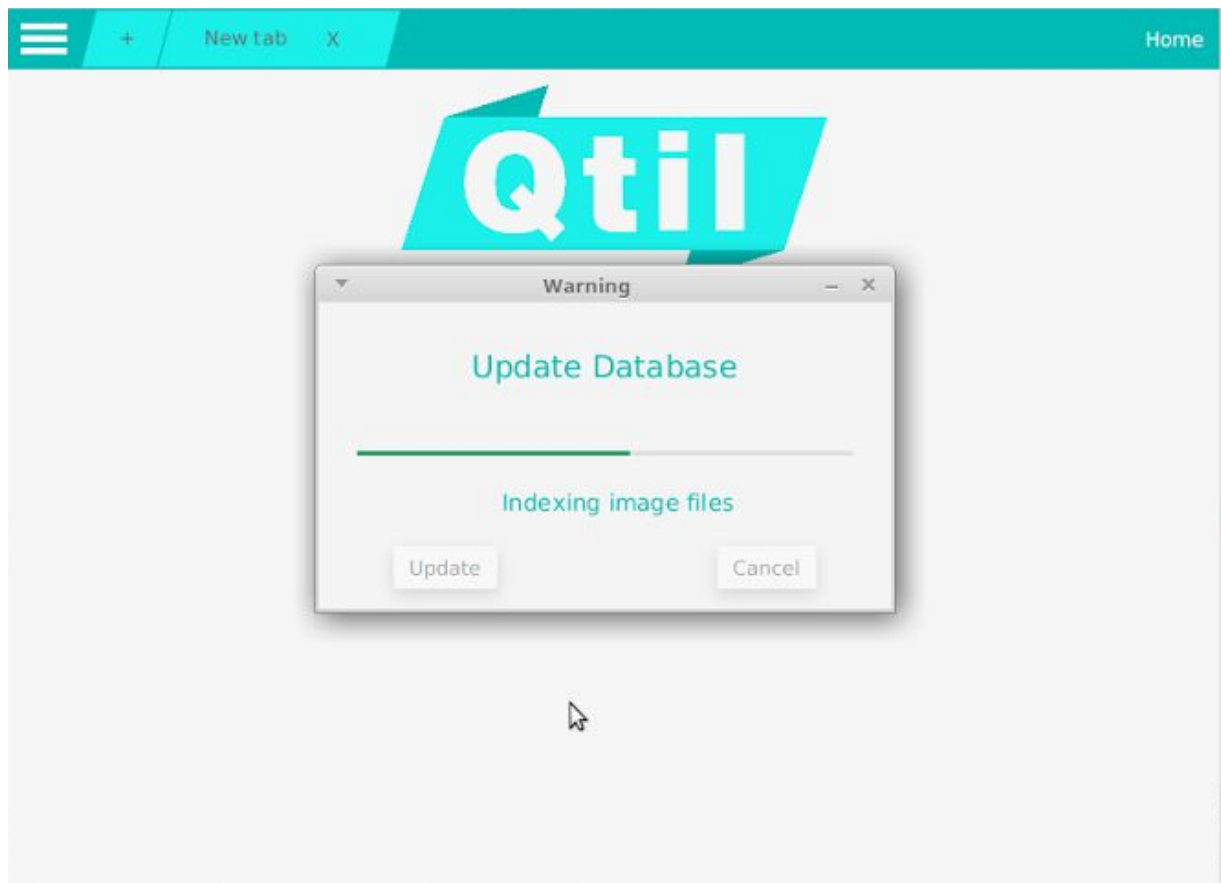 + New tab X Home
Qtil
Warning
Update Database
Indexing image files
Update Cancel